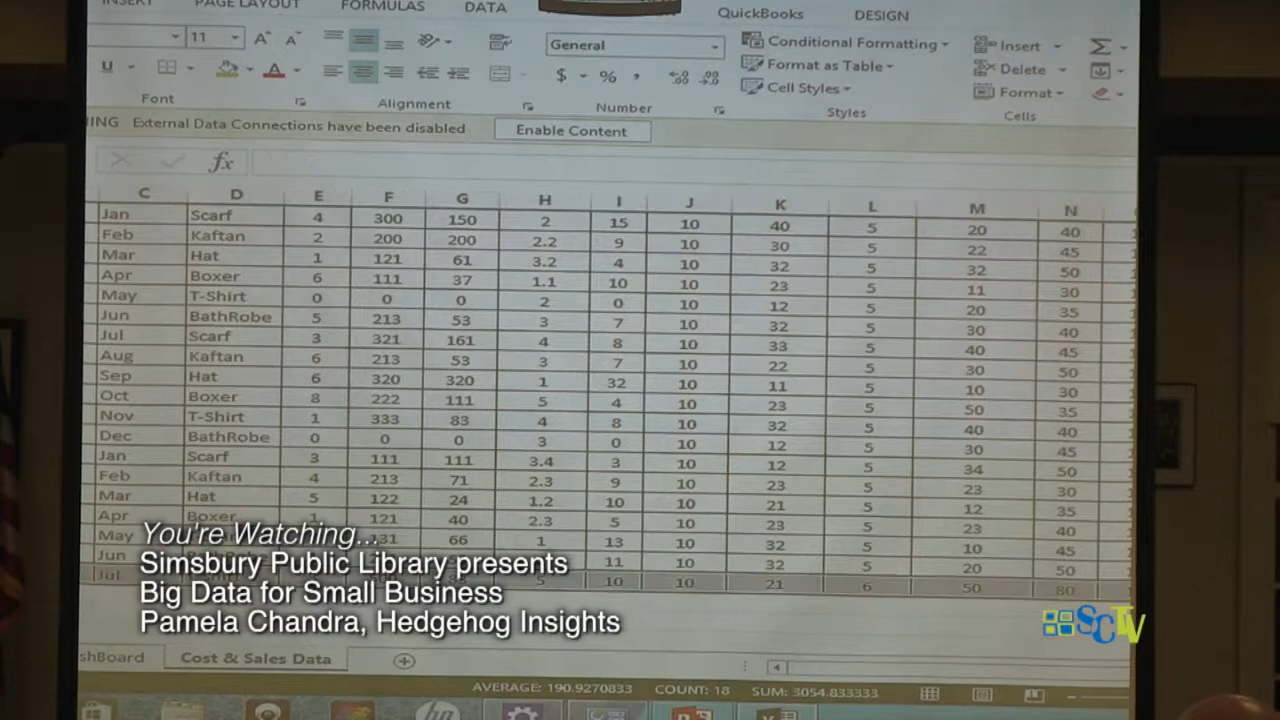 INSERT PAGE LAYOUT FORMULAS DATA QuickBooks DESIGN
11 General Conditional Formatting Insert
U $ % Format as Table Delete
Cell Styles Format
Font Alignment Number Styles Cells
External Data Connections have been disabled Enable Content
fx
C D E F G H I J K L M N
Jan Scarf 4 300 150 2 15 10 40 5 20 40
Feb Kaftan 2 200 200 2.2 9 10 30 5 22 45
Mar Hat 1 121 61 3.2 4 10 32 5 32 50
Apr Boxer 6 111 37 1.1 10 10 23 5 11 30
May T-Shirt 0 0 0 2 0 10 12 5 20 35
Jun BathRobe 5 213 53 3 7 10 32 5 30 40
Jul Scarf 3 321 161 4 8 10 33 5 40 45
Aug Kaftan 6 213 53 3 7 10 22 5 30 50
Sep Hat 6 320 320 1 32 10 11 5 10 30
Oct Boxer 8 222 111 5 4 10 23 5 50 35
Nov T-Shirt 1 333 83 4 8 10 32 5 40 40
Dec BathRobe 0 0 0 3 0 10 12 5 30 45
Jan Scarf 3 111 111 3.4 3 10 12 5 34 50
Feb Kaftan 4 213 71 2.3 9 10 23 5 23 30
Mar Hat 5 122 24 1.2 10 10 21 5 12 35
Apr Boxer 121 40 2.3 5 10 23 5 23 40
May 66 1 13 10 32 5 10 45
Jun 11 10 32 5 20 50
Jul 5 10 10 21 6 50 80
You're Watching...
Simsbury Public Library presents
Big Data for Small Business
Pamela Chandra, Hedgehog Insights
SCTV
shBoard Cost & Sales Data
AVERAGE: 190.9270833 COUNT: 18 SUM: 3054.833333
hp